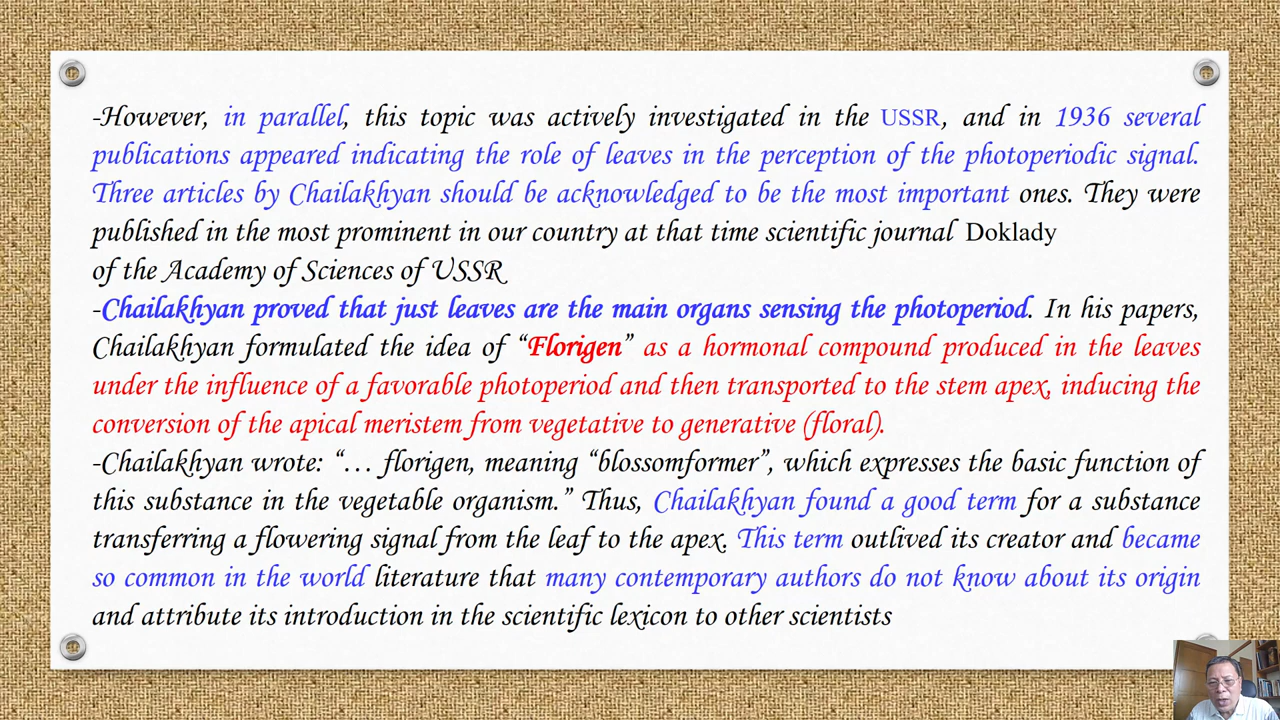 -However, in parallel, this topic was actively investigated in the USSR, and in 1936 several
publications appeared indicating the role of leaves in the perception of the photoperiodic signal.
Three articles by Chailakhyan should be acknowledged to be the most important ones. They were
published in the most prominent in our country at that time scientific journal Doklady
of the Academy of Sciences of USSR
-Chailakhyan proved that just leaves are the main organs sensing the photoperiod. In his papers,
Chailakhyan formulated the idea of “Florigen” as a hormonal compound produced in the leaves
under the influence of a favorable photoperiod and then transported to the stem apex, inducing the
conversion of the apical meristem from vegetative to generative (floral).
-Chailakhyan wrote: “… florigen, meaning “blossomformer”, which expresses the basic function of
this substance in the vegetable organism.” Thus, Chailakhyan found a good term for a substance
transferring a flowering signal from the leaf to the apex. This term outlived its creator and became
so common in the world literature that many contemporary authors do not know about its origin
and attribute its introduction in the scientific lexicon to other scientists